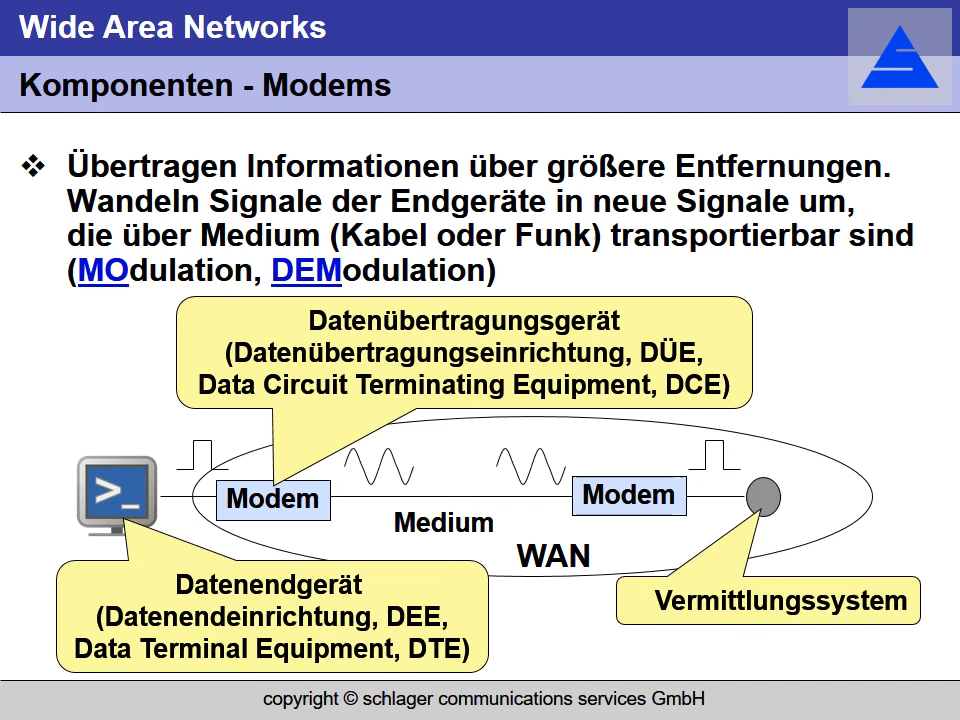 Wide Area Networks
Komponenten - Modems
❖ Übertragen Informationen über größere Entfernungen.
Wandeln Signale der Endgeräte in neue Signale um,
die über Medium (Kabel oder Funk) transportierbar sind
(MOdulation, DEModulation)
Datenübertragungsgerät
(Datenübertragungseinrichtung, DÜE,
Data Circuit Terminating Equipment, DCE)
>_
Modem
Modem
Medium
WAN
Datenendgerät
(Datenendeinrichtung, DEE,
Data Terminal Equipment, DTE)
Vermittlungssystem
copyright © schlager communications services GmbH